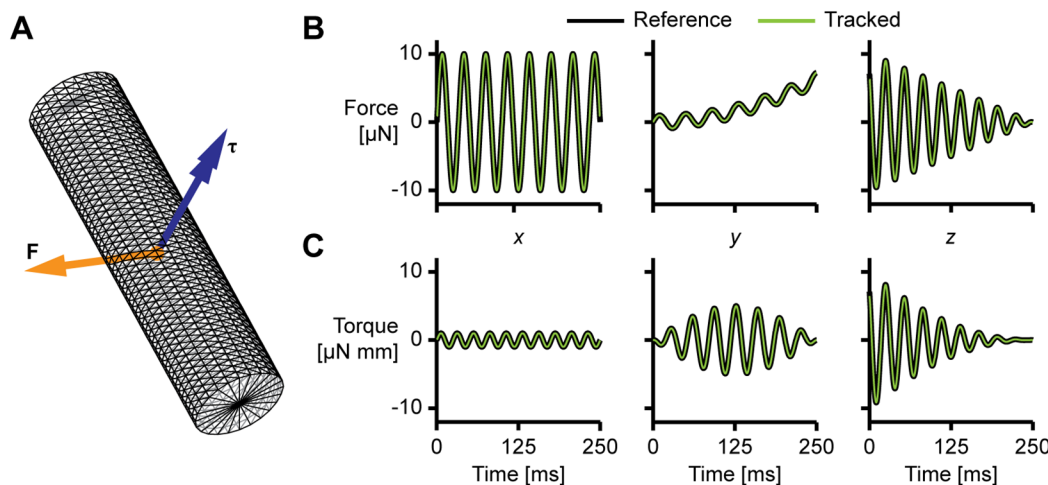 A
B
Reference
Tracked
τ
F
Force
[µN]
10
0
-10
x
y
z
C
Torque
[µN mm]
10
0
-10
0
125
250
0
125
250
0
125
250
Time [ms]
Time [ms]
Time [ms]